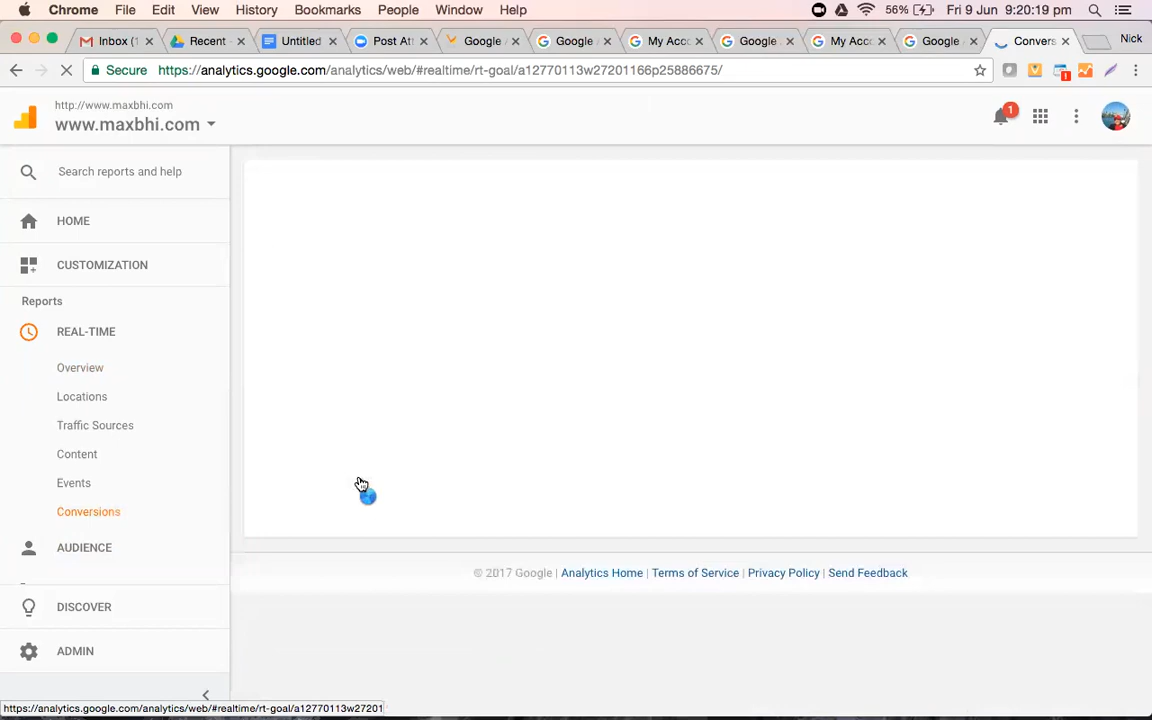 Chrome File Edit View History Bookmarks People Window Help 56% Fri 9 Jun 9:20:19 pm
Inbox (1 Recent - Untitled Post Att Google A Google A My Acco Google My Acco Google A Convers Nick
Secure https://analytics.google.com/analytics/web/#realtime/rt-goal/a12770113w27201166p25886675/
http://www.maxbhi.com
www.maxbhi.com
1
Search reports and help
HOME
CUSTOMIZATION
Reports
REAL-TIME
Overview
Locations
Traffic Sources
Content
Events
Conversions
AUDIENCE
DISCOVER
ADMIN
© 2017 Google | Analytics Home | Terms of Service | Privacy Policy | Send Feedback
https://analytics.google.com/analytics/web/#realtime/rt-goal/a12770113w27201